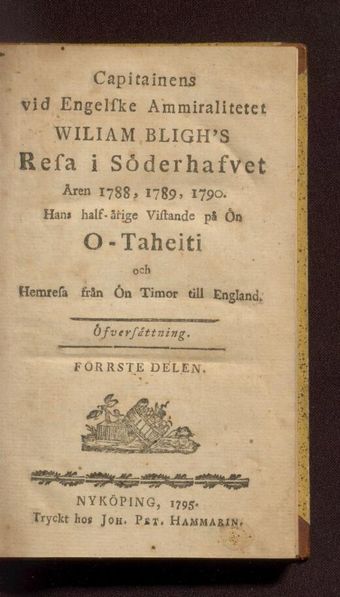 Capitainens
vid Engelſke Ammiralitetet
WILIAM BLIGH'S
Reſa i Söderhafvet
Åren 1788, 1789, 1790.
Hans half-årige Viſtande på Ön
O-Taheiti
och
Hemreſa från Ön Timor till England.
Öfverſättning.
FÖRRSTE DELEN.
NYKÖPING, 1795.
Tryckt hos JOH. PET. HAMMARIN.